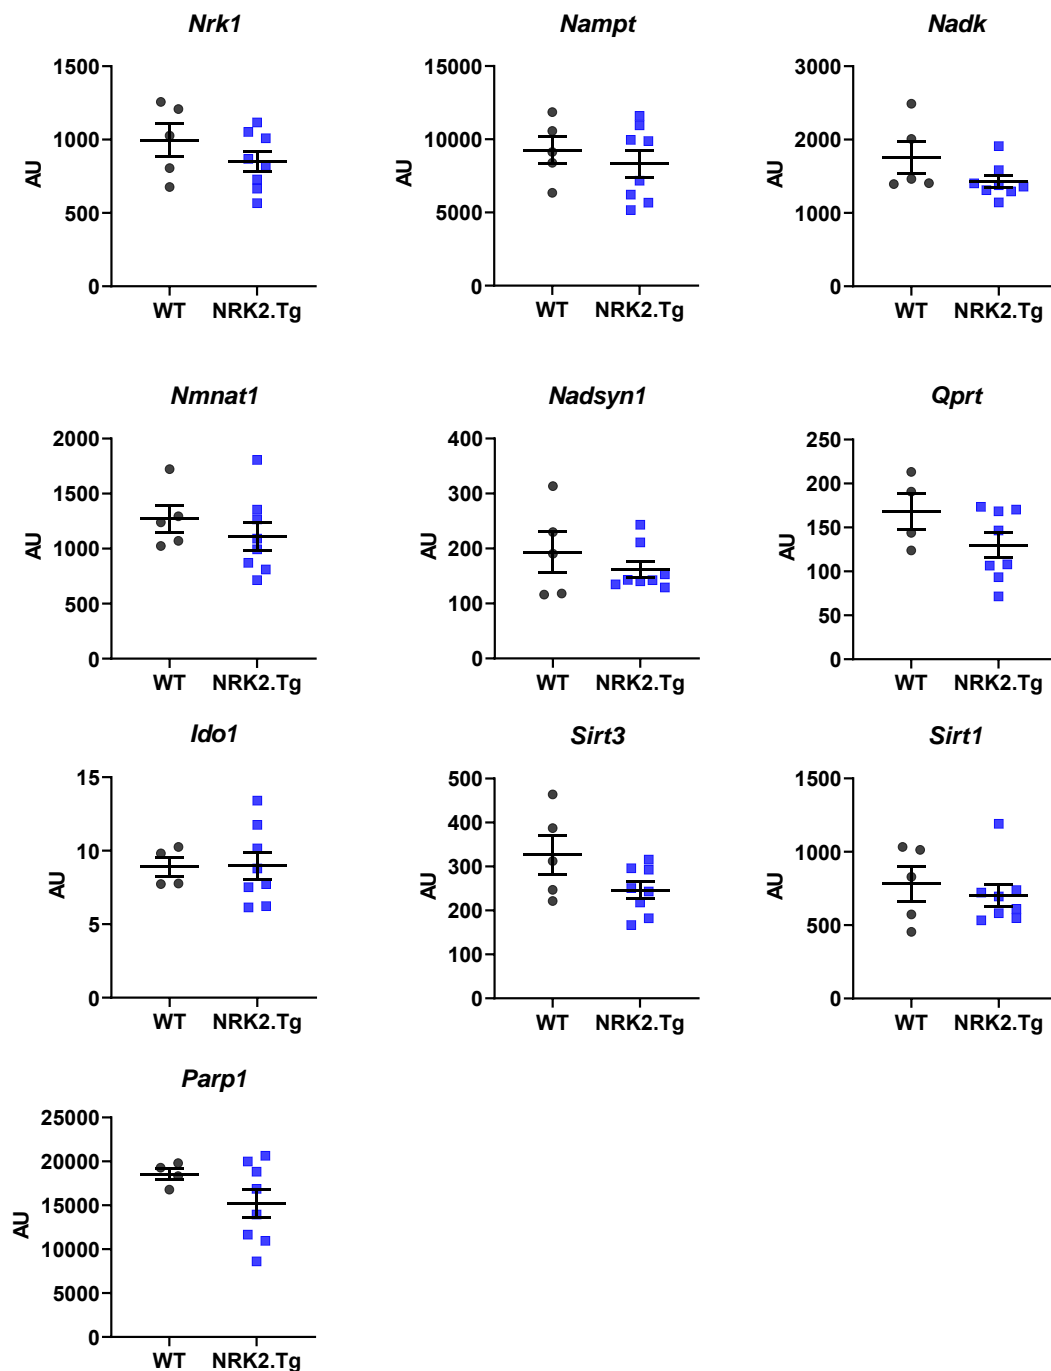 Nrk1
Nampt
Nadk
1500
1000
500
0
AU
WT
NRK2.Tg
15000
10000
5000
0
AU
WT
NRK2.Tg
3000
2000
1000
0
AU
WT
NRK2.Tg
Nmnat1
Nadsyn1
Qprt
2000
1500
1000
500
0
AU
WT
NRK2.Tg
400
300
200
100
0
AU
WT
NRK2.Tg
250
200
150
100
50
0
AU
WT
NRK2.Tg
Ido1
Sirt3
Sirt1
15
10
5
0
AU
WT
NRK2.Tg
500
400
300
200
100
0
AU
WT
NRK2.Tg
1500
1000
500
0
AU
WT
NRK2.Tg
Parp1
25000
20000
15000
10000
5000
0
AU
WT
NRK2.Tg